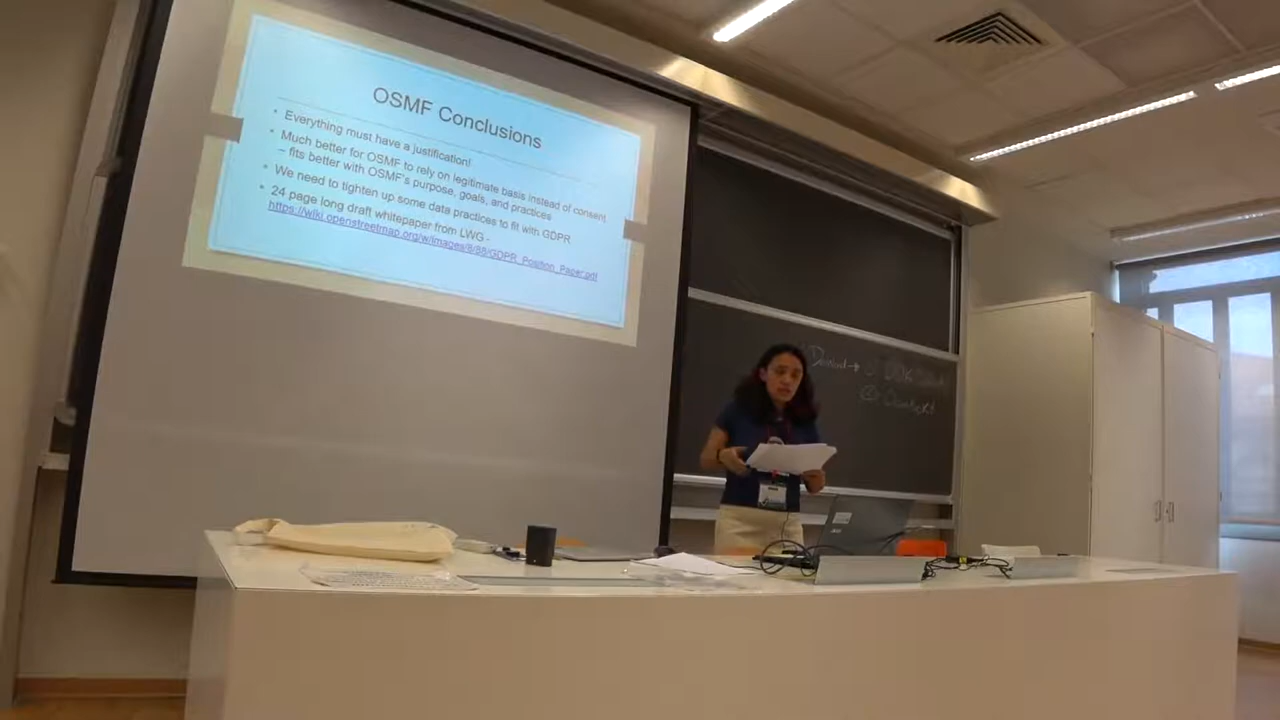 OSMF Conclusions
• Everything must have a justification!
• Much better for OSMF to rely on legitimate basis instead of consent
– fits better with OSMF's purpose, goals, and practices
• We need to tighten up some data practices to fit with GDPR
• 24 page long draft whitepaper from LWG -
https://wiki.openstreetmap.org/w/images/8/88/GDPR_Position_Paper.pdf
acer